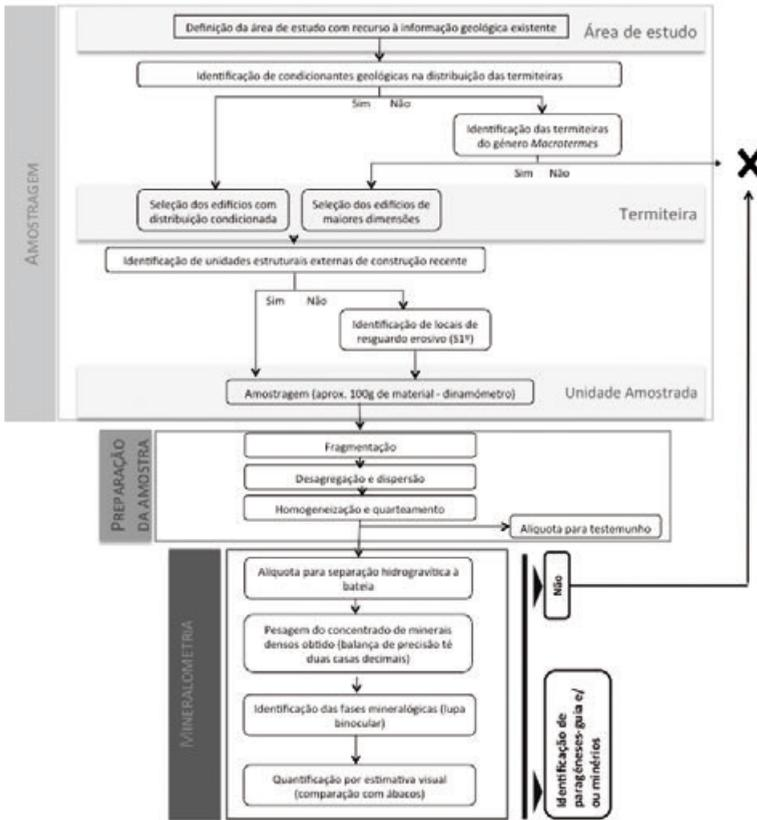 Definição da área de estudo com recurso à informação geológica existente
Área de estudo
Identificação de condicionantes geológicas na distribuição das termiteiras
Sim Não
Identificação das termiteiras
do género Macrotermes
Sim Não
X
Seleção dos edifícios com
distribuição condicionada
Seleção dos edifícios de
maiores dimensões
Termiteira
Identificação de unidades estruturais externas de construção recente
Sim Não
Identificação de locais de
resguardo erosivo (S1º)
Amostragem (aprox. 100g de material - dinamómetro)
Unidade Amostrada
AMOSTRAGEM
PREPARAÇÃO
DA AMOSTRA
Fragmentação
Desagregação e dispersão
Homogeneização e quarteamento
Alíquota para testemunho
MINERALOMETRIA
Alíquota para separação hidrogravítica à
bateia
Pesagem do concentrado de minerais
densos obtido (balança de precisão té
duas casas decimais)
Identificação das fases mineralógicas (lupa
binocular)
Quantificação por estimativa visual
(comparação com ábacos)
Não
Identificação de
paragéneses-guia e/
ou minérios